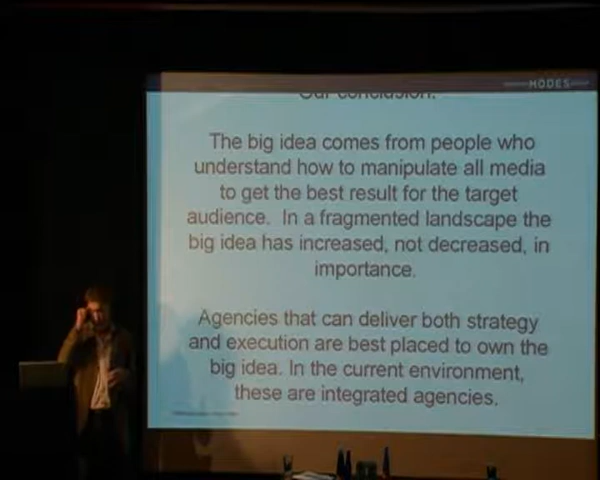 HODES
Our conclusion:
The big idea comes from people who
understand how to manipulate all media
to get the best result for the target
audience. In a fragmented landscape the
big idea has increased, not decreased, in
importance.
Agencies that can deliver both strategy
and execution are best placed to own the
big idea. In the current environment,
these are integrated agencies.